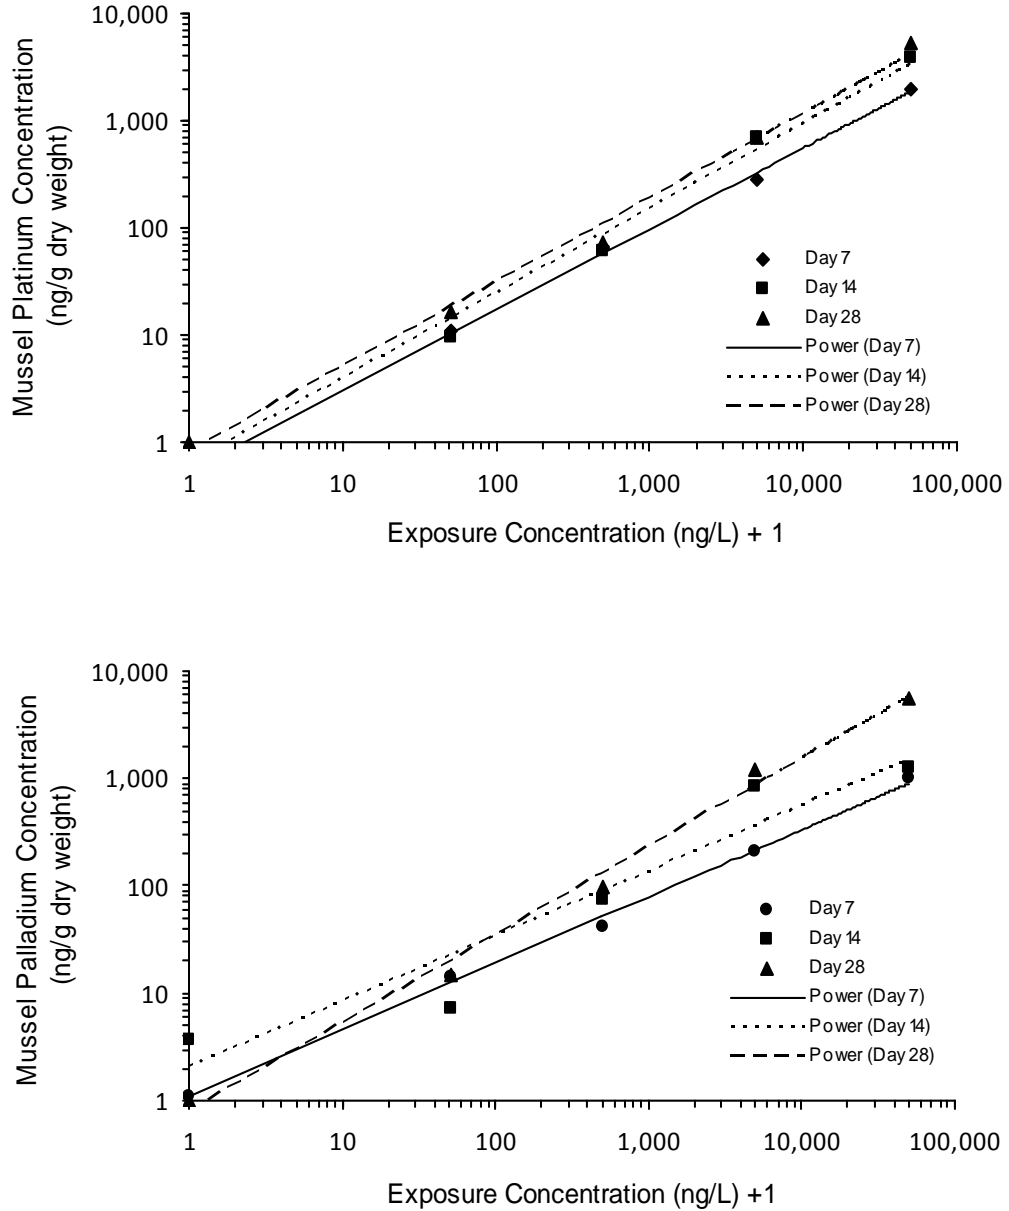 Mussel Platinum Concentration
(ng/g dry weight)
10,000
1,000
100
10
1
1 10 100 1,000 10,000 100,000
Exposure Concentration (ng/L) + 1
Day 7
Day 14
Day 28
Power (Day 7)
Power (Day 14)
Power (Day 28)
Mussel Palladium Concentration
(ng/g dry weight)
10,000
1,000
100
10
1
1 10 100 1,000 10,000 100,000
Exposure Concentration (ng/L) +1
Day 7
Day 14
Day 28
Power (Day 7)
Power (Day 14)
Power (Day 28)